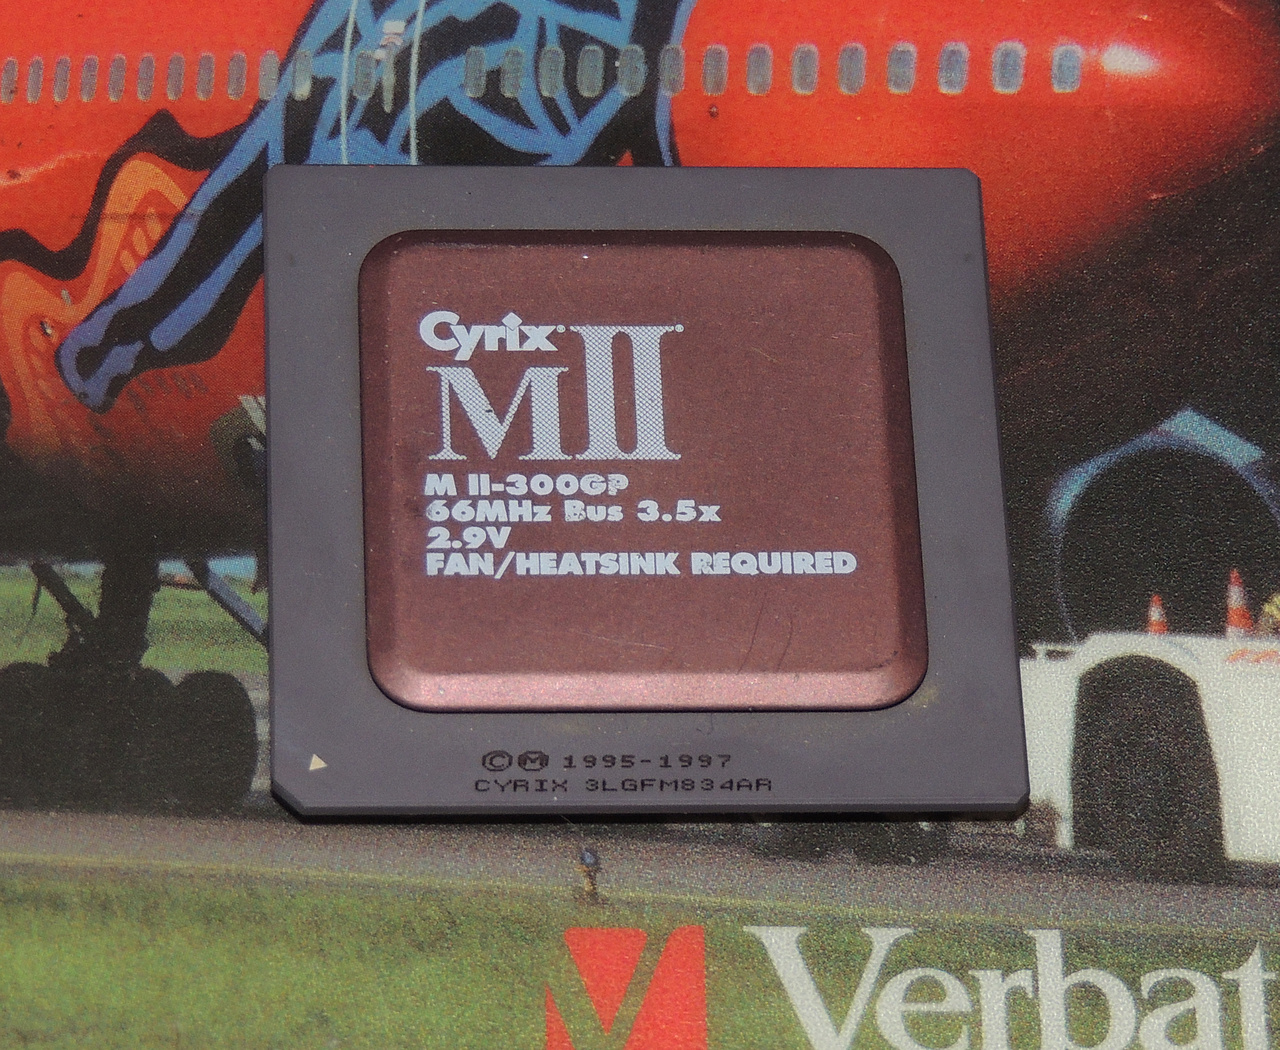 Cyrix®
MII®
M II-300GP
66MHz Bus 3.5x
2.9V
FAN/HEATSINK REQUIRED
©Ⓜ 1995-1997
CYRIX 3LGFM834AR
Verbat